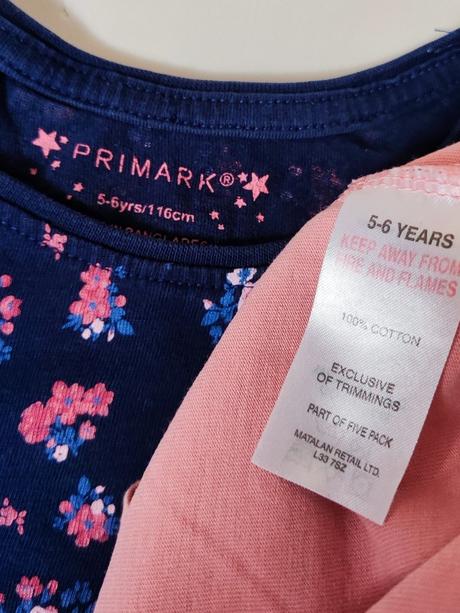 PRIMARK®
5-6yrs/116cm
5-6 YEARS
KEEP AWAY FROM
FIRE AND FLAMES
100% COTTON
EXCLUSIVE
OF TRIMMINGS
PART OF FIVE PACK
MATALAN RETAIL LTD.
L33 7SZ